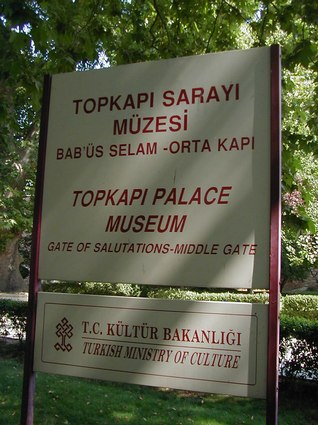 TOPKAPI SARAYI
MÜZESİ
BAB'ÜS SELAM -ORTA KAPI
TOPKAPI PALACE
MUSEUM
GATE OF SALUTATIONS-MIDDLE GATE
T.C. KÜLTÜR BAKANLIĞI
TURKISH MINISTRY OF CULTURE